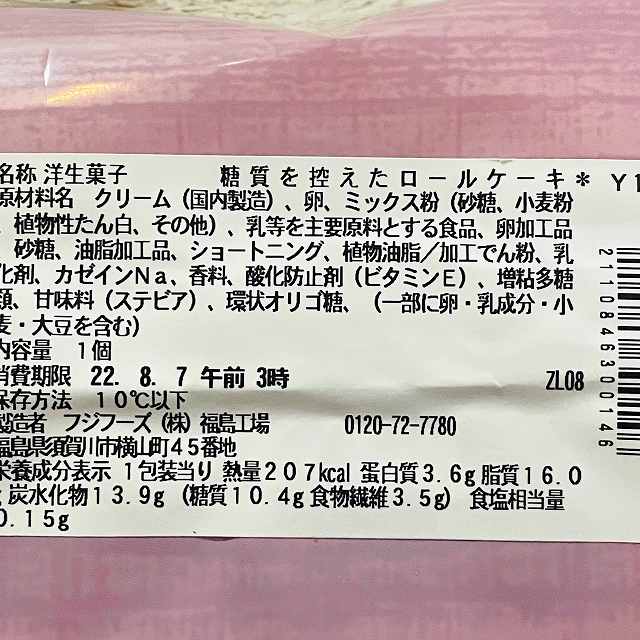 名称 洋生菓子 糖質を控えたロールケーキ* Y1
原材料名 クリーム(国内製造)、卵、ミックス粉(砂糖、小麦粉
、植物性たん白、その他)、乳等を主要原料とする食品、卵加工品
、砂糖、油脂加工品、ショートニング、植物油脂/加工でん粉、乳
化剤、カゼインNa、香料、酸化防止剤(ビタミンE)、増粘多糖
類、甘味料(ステビア)、環状オリゴ糖、(一部に卵・乳成分・小
麦・大豆を含む)
内容量 1個
消費期限 22. 8. 7 午前 3時 ZL08
保存方法 10℃以下
製造者 フジフーズ(株)福島工場 0120-72-7780
福島県須賀川市横山町45番地
栄養成分表示 1包装当り 熱量207kcal 蛋白質3.6g 脂質16.0
g 炭水化物13.9g (糖質10.4g 食物繊維3.5g) 食塩相当量
0.15g
2110846300146